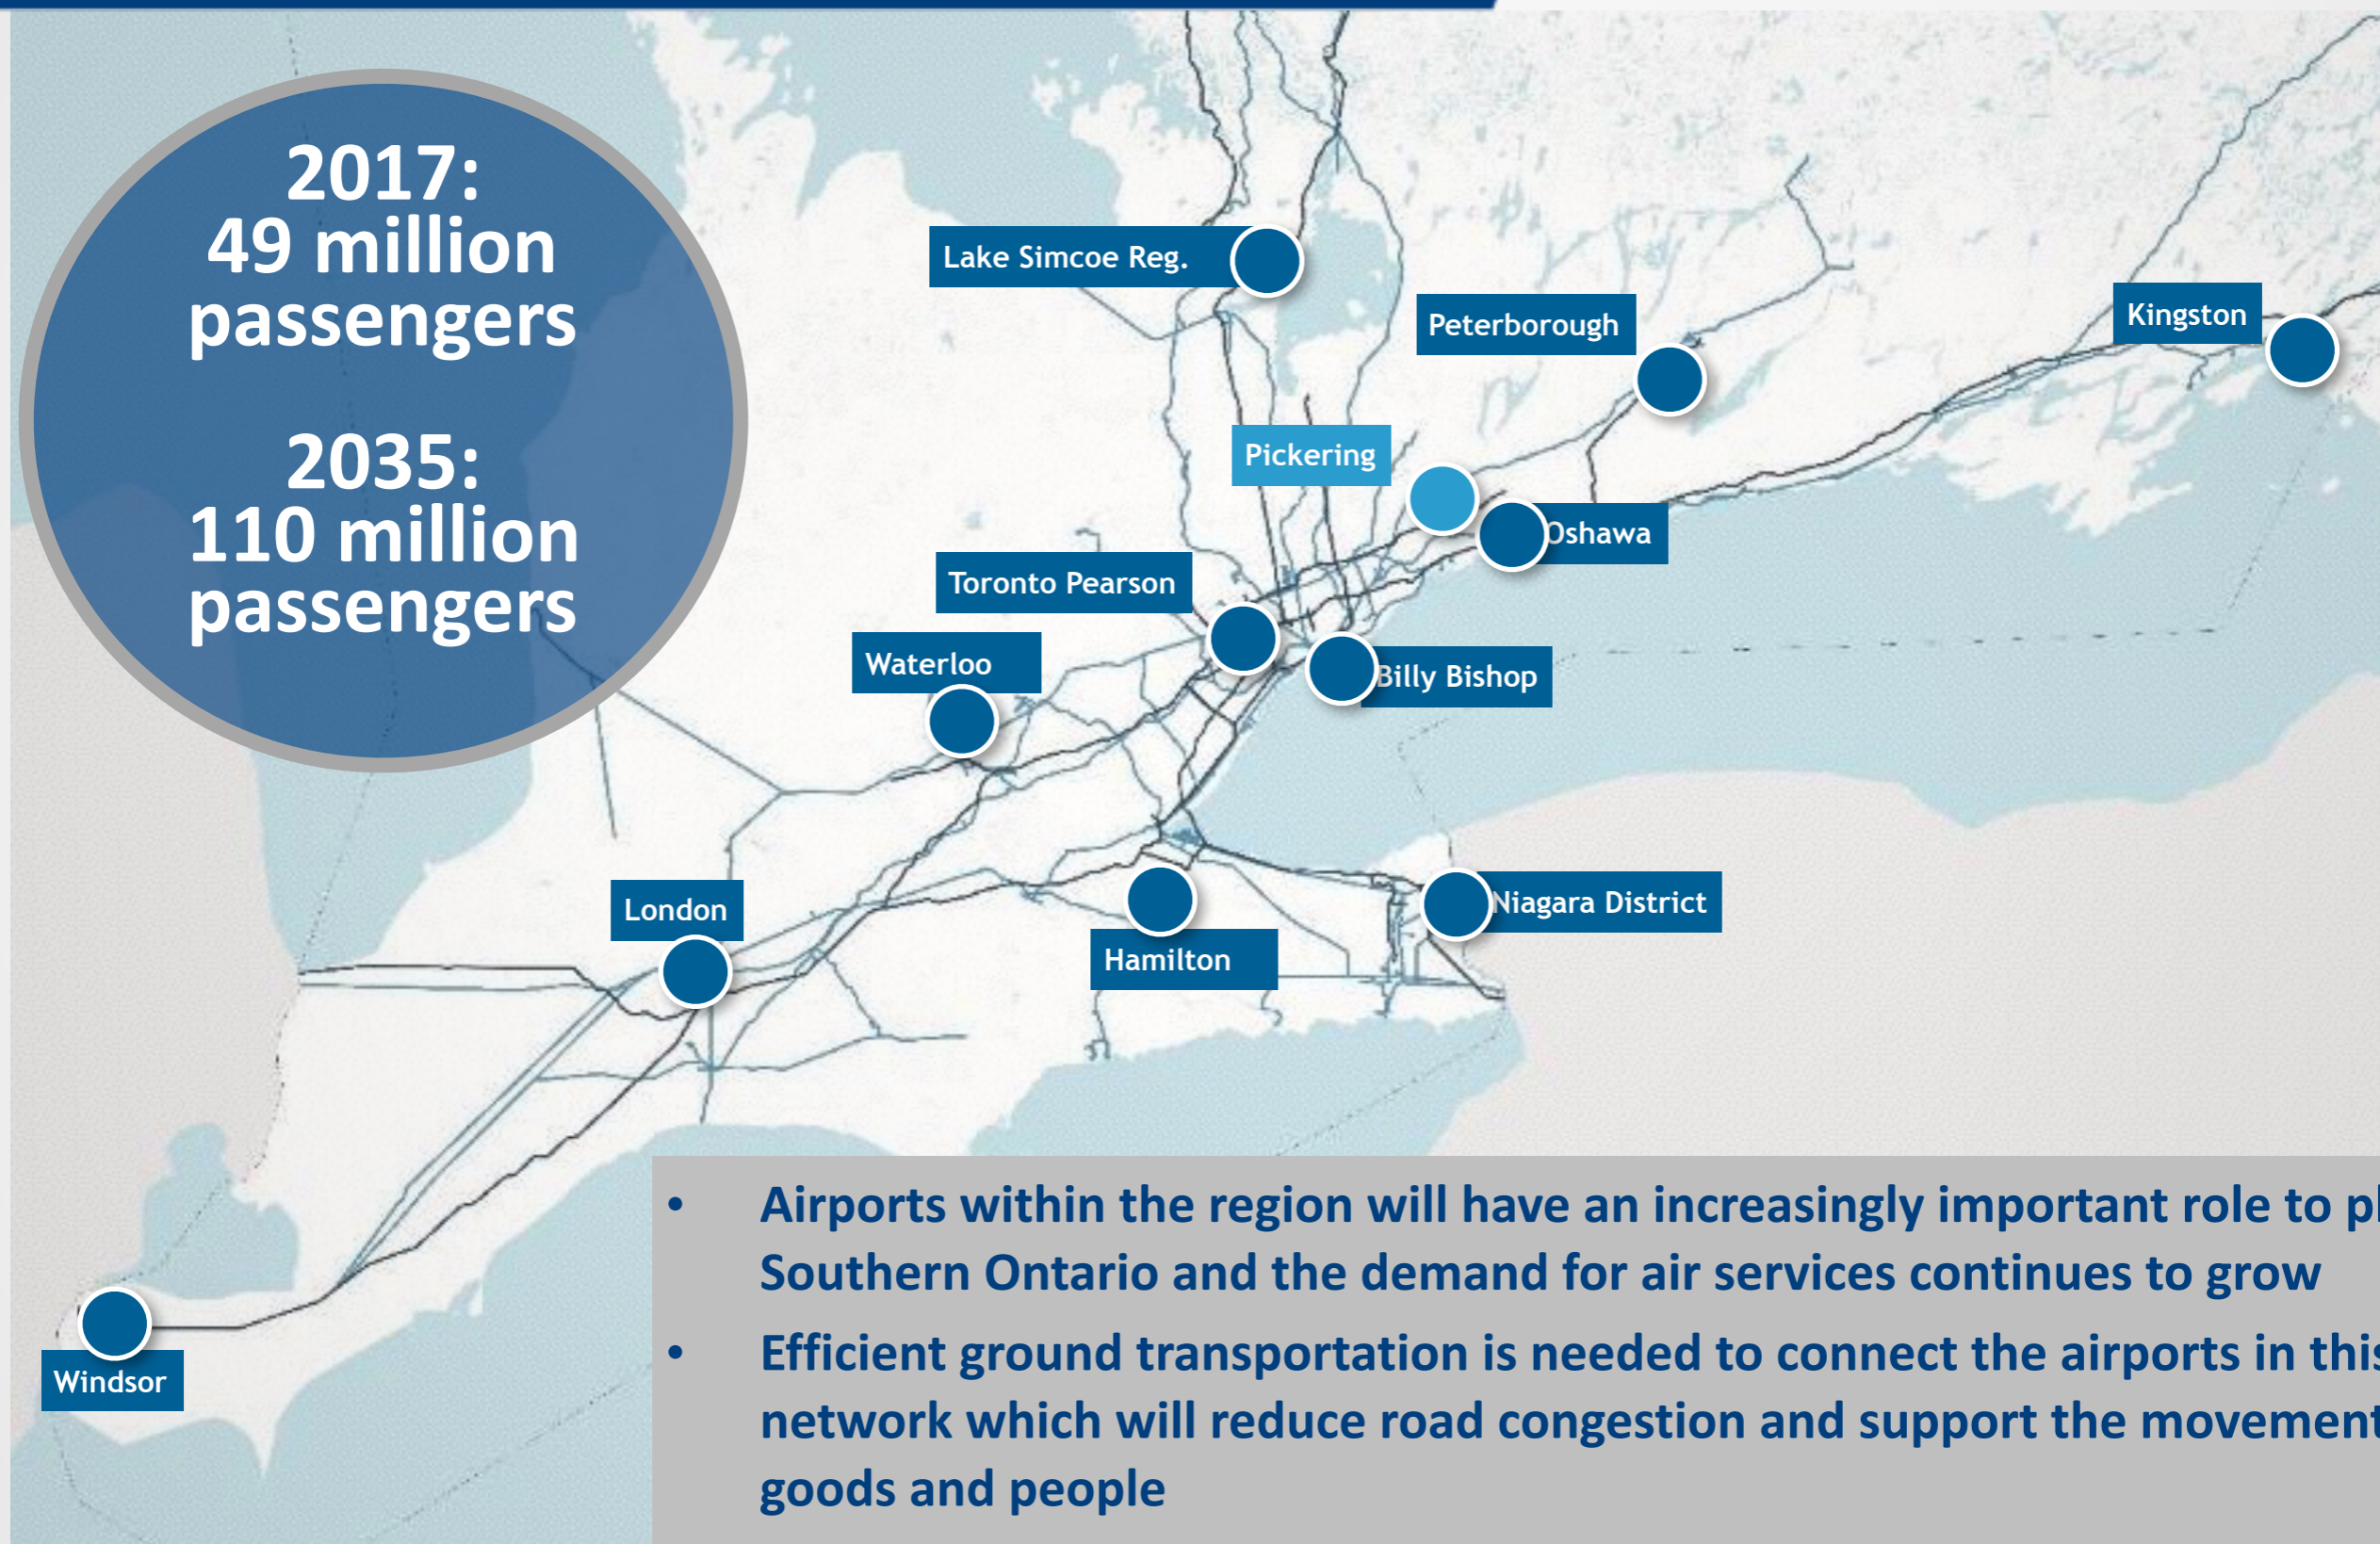 2017:
49 million
passengers
2035:
110 million
passengers
Lake Simcoe Reg.
Peterborough
Kingston
Pickering
Oshawa
Toronto Pearson
Waterloo
Billy Bishop
London
Niagara District
Hamilton
Windsor
• Airports within the region will have an increasingly important role to
Southern Ontario and the demand for air services continues to grow
• Efficient ground transportation is needed to connect the airports in this
network which will reduce road congestion and support the movement
goods and people